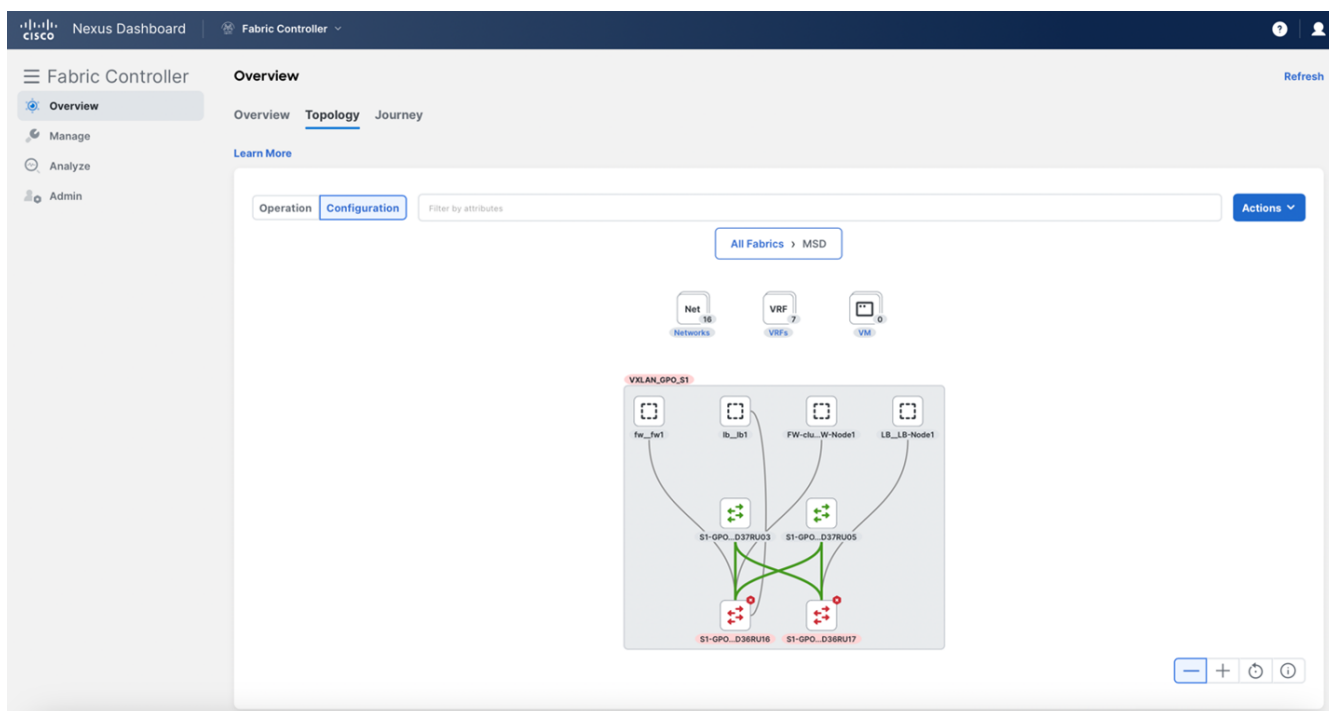 CISCO Nexus Dashboard Fabric Controller ?
Fabric Controller
Overview
Manage
Analyze
Admin
Overview
Refresh
Overview Topology Journey
Learn More
Operation Configuration Filter by attributes Actions
All Fabrics > MSD
Net 16 VRF 7 0
Networks VRFs VM
VXLAN_GPO_S1
fw__fw1 lb__lb1 FW-clu...W-Node1 LB__LB-Node1
S1-GPO...D37RU03 S1-GPO...D37RU05
S1-GPO...D36RU16 S1-GPO...D36RU17